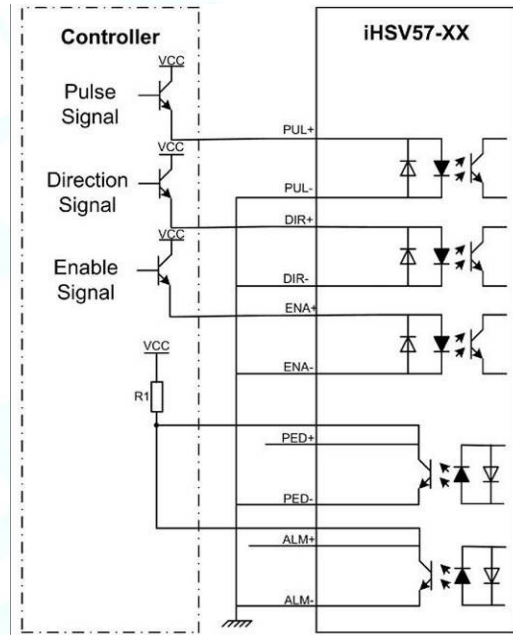 Controller
iHSV57-XX
VCC
Pulse
Signal
PUL+
VCC
PUL-
Direction
Signal
DIR+
VCC
DIR-
Enable
Signal
ENA+
VCC
ENA-
R1
PED+
PED-
ALM+
ALM-